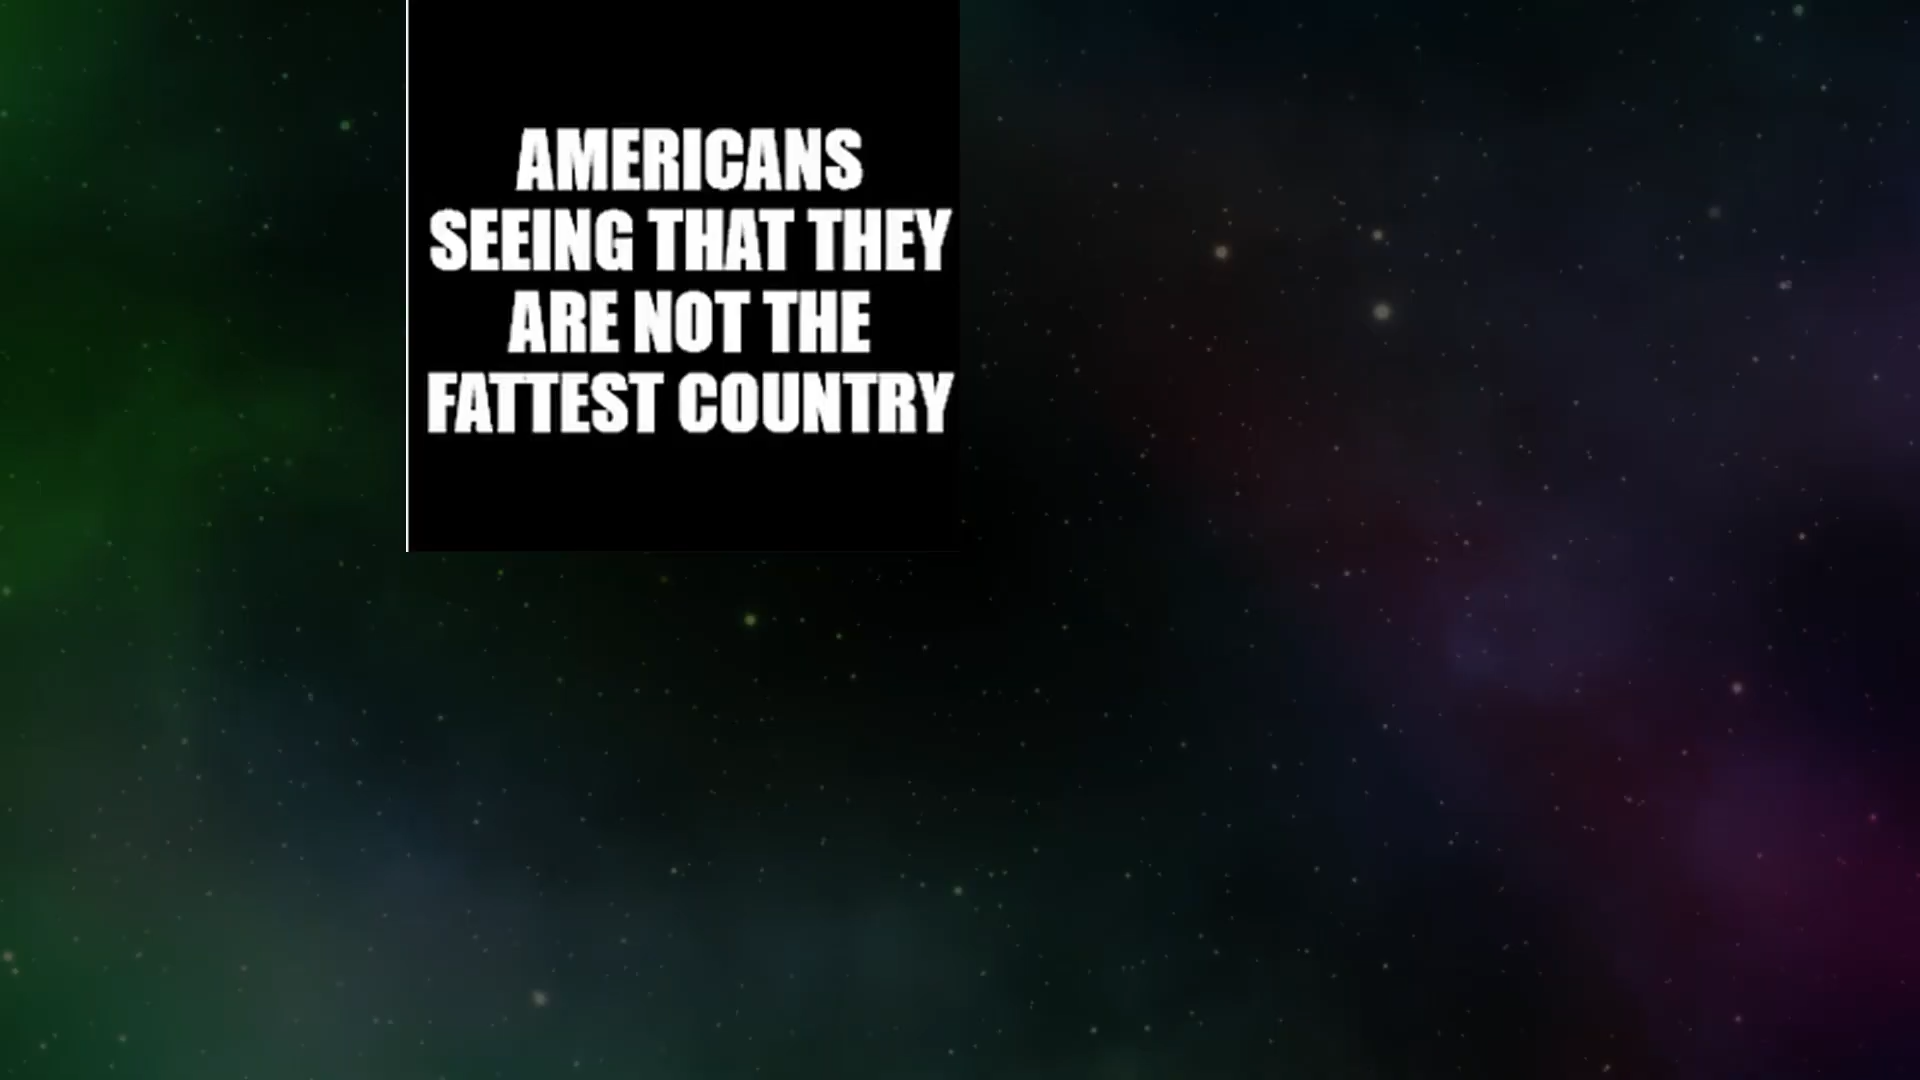 AMERICANS
SEEING THAT THEY
ARE NOT THE
FATTEST COUNTRY